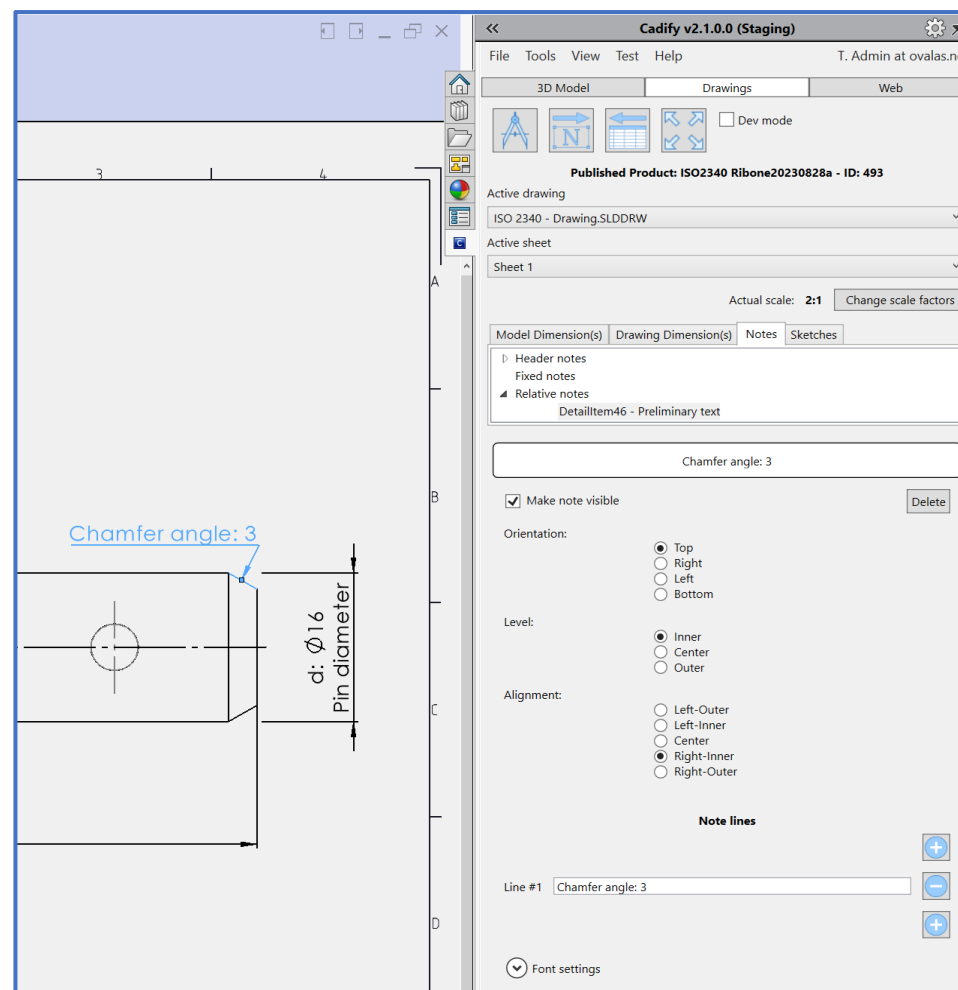 Cadify v2.1.0.0 (Staging)
File Tools View Test Help
T. Admin at ovalas.n
3D Model
Drawings
Web
N
Dev mode
Published Product: ISO2340 Ribone20230828a - ID: 493
Active drawing
ISO 2340 - Drawing.SLDDRW
Active sheet
Sheet 1
Actual scale: 2:1
Change scale factors
Model Dimension(s)
Drawing Dimension(s)
Notes
Sketches
Header notes
Fixed notes
Relative notes
DetailItem46 - Preliminary text
Chamfer angle: 3
Make note visible
Delete
Orientation:
Top
Right
Left
Bottom
Level:
Inner
Center
Outer
Alignment:
Left-Outer
Left-Inner
Center
Right-Inner
Right-Outer
Note lines
Line #1 Chamfer angle: 3
Font settings
3
4
A
B
C
D
Chamfer angle: 3
d: Ø16
Pin diameter
C